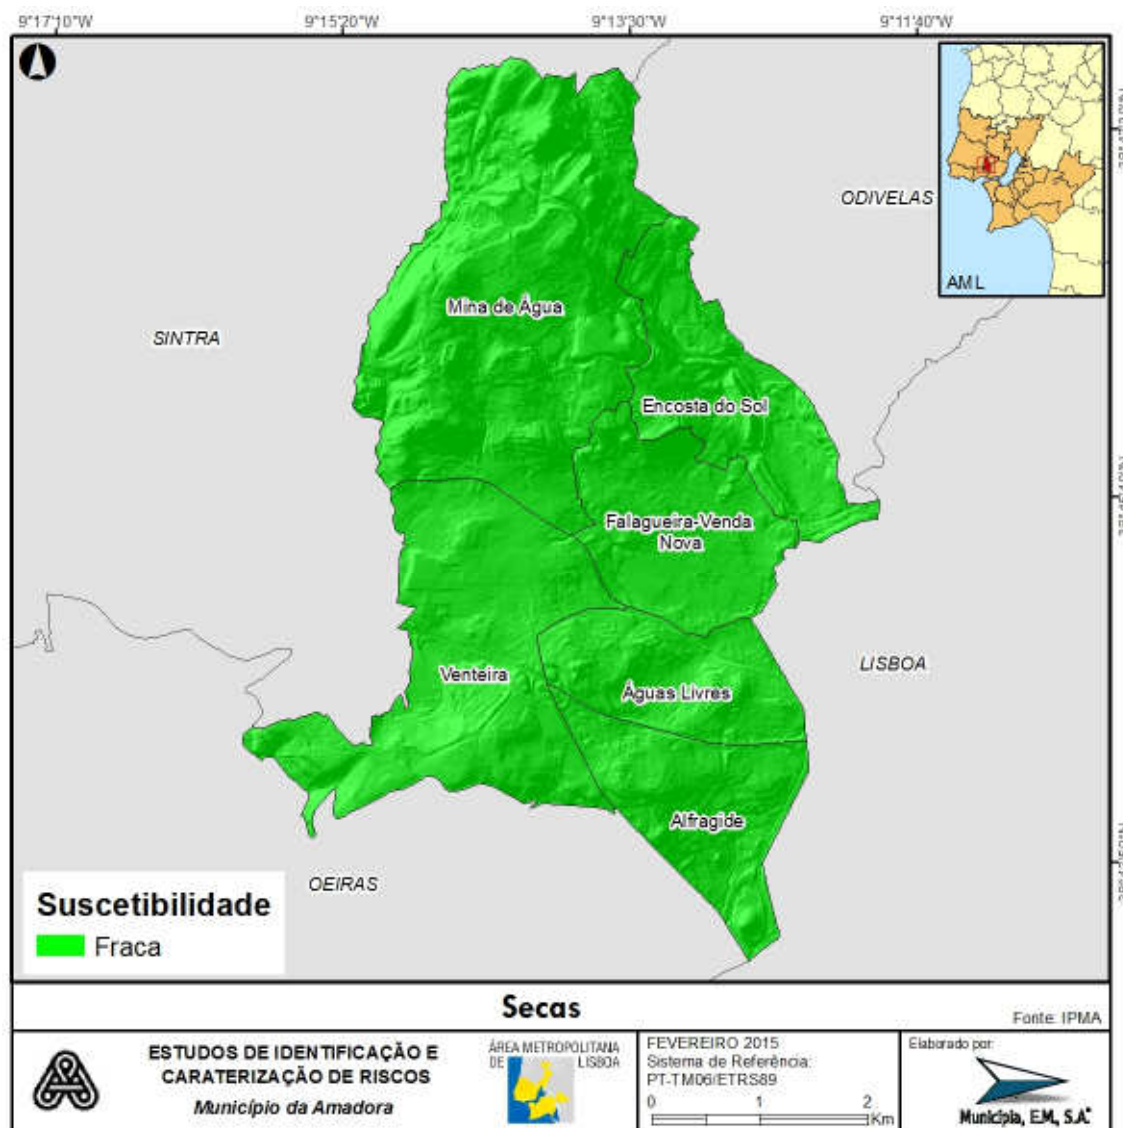 9°17'10"W
9°15'20"W
9°13'30"W
9°11'40"W
ODIVELAS
AML
Mina de Água
SINTRA
Encosta do Sol
Falagueira-Venda
Nova
LISBOA
Venteira
Águas Livres
Alfragide
OEIRAS
Suscetibilidade
Fraca
Secas
Fonte: IPMA
ESTUDOS DE IDENTIFICAÇÃO E
CARATERIZAÇÃO DE RISCOS
Município da Amadora
ÁREA METROPOLITANA
DE LISBOA
FEVEREIRO 2015
Sistema de Referência:
PT-TM06/ETRS89
0 1 2
Km
Elaborado por:
Municípia, E.M., S.A.